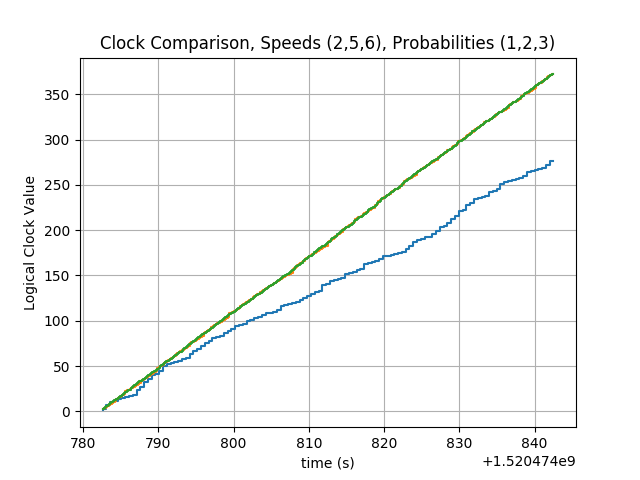 Clock Comparison, Speeds (2,5,6), Probabilities (1,2,3)
Logical Clock Value
350
300
250
200
150
100
50
0
780 790 800 810 820 830 840
time (s)
+1.520474e9